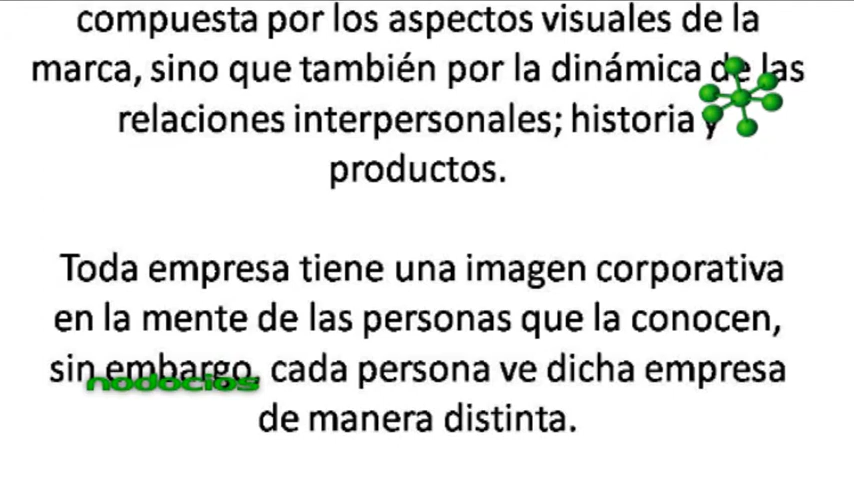 compuesta por los aspectos visuales de la
marca, sino que también por la dinámica de las
relaciones interpersonales; historia y
productos.
Toda empresa tiene una imagen corporativa
en la mente de las personas que la conocen,
sin embargo, cada persona ve dicha empresa
nodocios
de manera distinta.